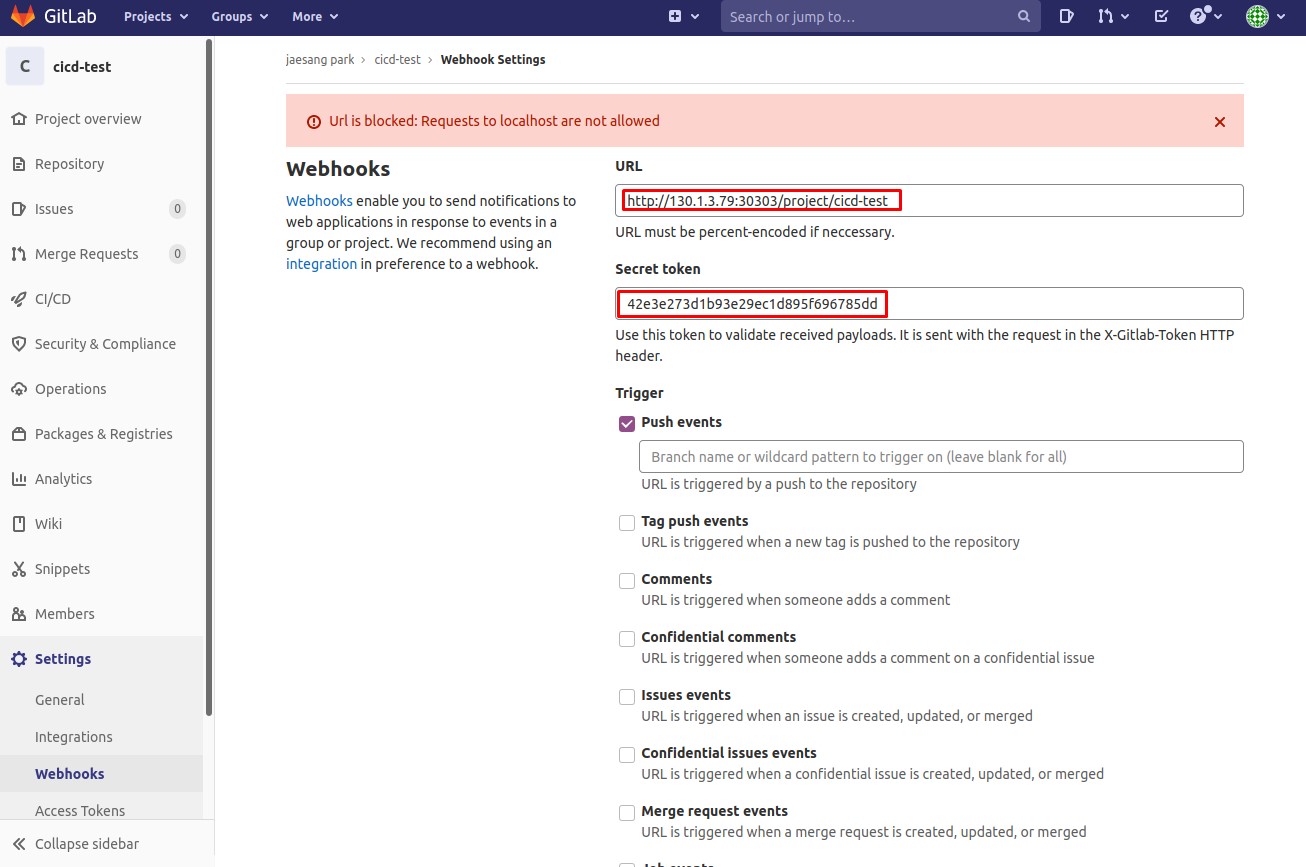 GitLab Projects Groups More Search or jump to…
C cicd-test
Project overview
Repository
Issues 0
Merge Requests 0
CI/CD
Security & Compliance
Operations
Packages & Registries
Analytics
Wiki
Snippets
Members
Settings
General
Integrations
Webhooks
Access Tokens
Collapse sidebar
jaesang park › cicd-test › Webhook Settings
Url is blocked: Requests to localhost are not allowed
Webhooks
Webhooks enable you to send notifications to
web applications in response to events in a
group or project. We recommend using an
integration in preference to a webhook.
URL
http://130.1.3.79:30303/project/cicd-test
URL must be percent-encoded if neccessary.
Secret token
42e3e273d1b93e29ec1d895f696785dd
Use this token to validate received payloads. It is sent with the request in the X-Gitlab-Token HTTP
header.
Trigger
Push events
Branch name or wildcard pattern to trigger on (leave blank for all)
URL is triggered by a push to the repository
Tag push events
URL is triggered when a new tag is pushed to the repository
Comments
URL is triggered when someone adds a comment
Confidential comments
URL is triggered when someone adds a comment on a confidential issue
Issues events
URL is triggered when an issue is created, updated, or merged
Confidential issues events
URL is triggered when a confidential issue is created, updated, or merged
Merge request events
URL is triggered when a merge request is created, updated, or merged
Job events